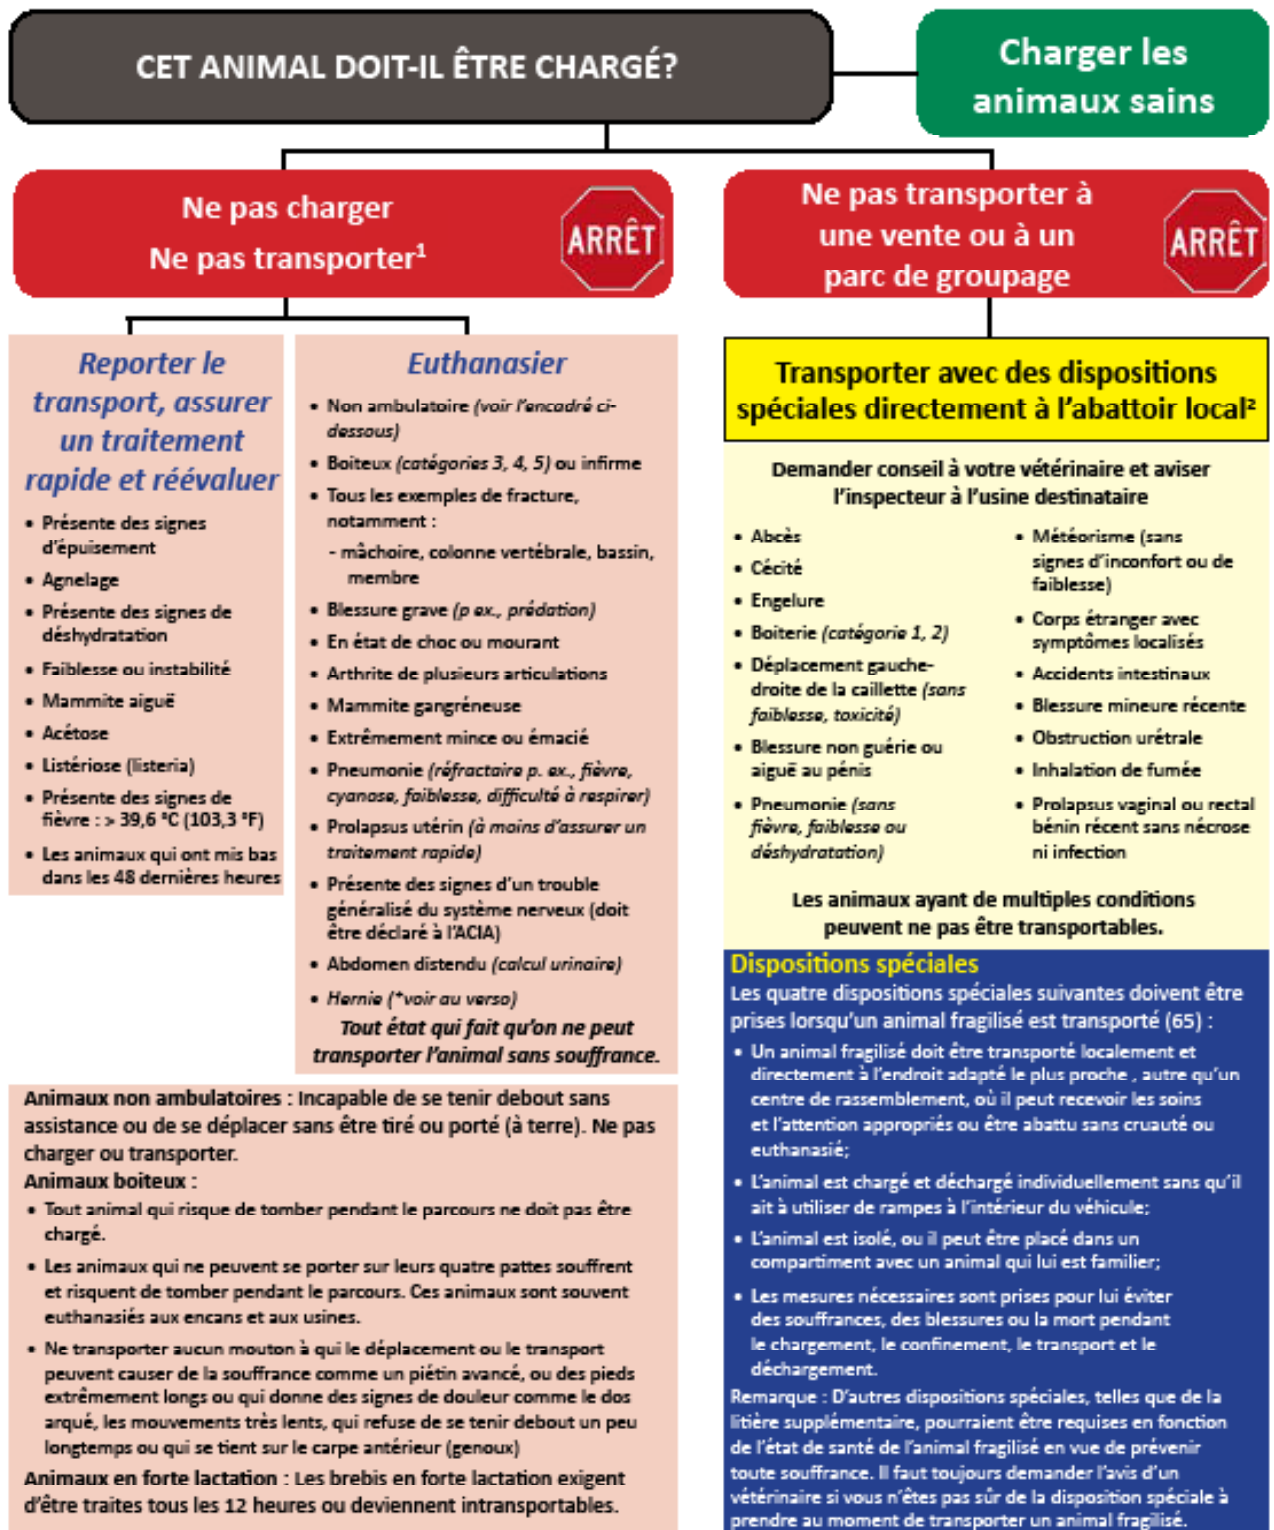 CET ANIMAL DOIT-IL ÊTRE CHARGÉ?
Charger les
animaux sains
Ne pas charger
Ne pas transporter¹
ARRÊT
Ne pas transporter à
une vente ou à un
parc de groupage
ARRÊT
Reporter le
transport, assurer
un traitement
rapide et réévaluer
• Présente des signes
d'épuisement
• Agnelage
• Présente des signes de
déshydratation
• Faiblesse ou instabilité
• Mammite aiguë
• Acétose
• Listériose (listeria)
• Présente des signes de
fièvre : > 39,6 °C (103,3 °F)
• Les animaux qui ont mis bas
dans les 48 dernières heures
Euthanasier
• Non ambulatoire (voir l'encadré ci-
dessous)
• Boiteux (catégories 3, 4, 5) ou infirme
• Tous les exemples de fracture,
notamment :
- mâchoire, colonne vertébrale, bassin,
membre
• Blessure grave (p ex., prédation)
• En état de choc ou mourant
• Arthrite de plusieurs articulations
• Mammite gangréneuse
• Extrêmement mince ou émacié
• Pneumonie (réfractaire p. ex., fièvre,
cyanose, faiblesse, difficulté à respirer)
• Prolapsus utérin (à moins d'assurer un
traitement rapide)
• Présente des signes d'un trouble
généralisé du système nerveux (doit
être déclaré à l'ACIA)
• Abdomen distendu (calcul urinaire)
• Hernie (*voir au verso)
Tout état qui fait qu'on ne peut
transporter l'animal sans souffrance.
Animaux non ambulatoires : Incapable de se tenir debout sans
assistance ou de se déplacer sans être tiré ou porté (à terre). Ne pas
charger ou transporter.
Animaux boiteux :
• Tout animal qui risque de tomber pendant le parcours ne doit pas être
chargé.
• Les animaux qui ne peuvent se porter sur leurs quatre pattes souffrent
et risquent de tomber pendant le parcours. Ces animaux sont souvent
euthanasiés aux encans et aux usines.
• Ne transporter aucun mouton à qui le déplacement ou le transport
peuvent causer de la souffrance comme un piétin avancé, ou des pieds
extrêmement longs ou qui donne des signes de douleur comme le dos
arqué, les mouvements très lents, qui refuse de se tenir debout un peu
longtemps ou qui se tient sur le carpe antérieur (genoux)
Animaux en forte lactation : Les brebis en forte lactation exigent
d'être traites tous les 12 heures ou deviennent intransportables.
Transporter avec des dispositions
spéciales directement à l'abattoir local²
Demander conseil à votre vétérinaire et aviser
l'inspecteur à l'usine destinataire
• Abcès
• Cécité
• Engelure
• Boiterie (catégorie 1, 2)
• Déplacement gauche-
droite de la caillette (sans
faiblesse, toxicité)
• Blessure non guérie ou
aiguë au pénis
• Pneumonie (sans
fièvre, faiblesse ou
déshydratation)
• Météorisme (sans
signes d'inconfort ou de
faiblesse)
• Corps étranger avec
symptômes localisés
• Accidents intestinaux
• Blessure mineure récente
• Obstruction urétrale
• Inhalation de fumée
• Prolapsus vaginal ou rectal
bénin récent sans nécrose
ni infection
Les animaux ayant de multiples conditions
peuvent ne pas être transportables.
Dispositions spéciales
Les quatre dispositions spéciales suivantes doivent être
prises lorsqu'un animal fragilisé est transporté (65) :
• Un animal fragilisé doit être transporté localement et
directement à l'endroit adapté le plus proche , autre qu'un
centre de rassemblement, où il peut recevoir les soins
et l'attention appropriés ou être abattu sans cruauté ou
euthanasié;
• L'animal est chargé et déchargé individuellement sans qu'il
ait à utiliser de rampes à l'intérieur du véhicule;
• L'animal est isolé, ou il peut être placé dans un
compartiment avec un animal qui lui est familier;
• Les mesures nécessaires sont prises pour lui éviter
des souffrances, des blessures ou la mort pendant
le chargement, le confinement, le transport et le
déchargement.
Remarque : D'autres dispositions spéciales, telles que de la
litière supplémentaire, pourraient être requises en fonction
de l'état de santé de l'animal fragilisé en vue de prévenir
toute souffrance. Il faut toujours demander l'avis d'un
vétérinaire si vous n'êtes pas sûr de la disposition spéciale à
prendre au moment de transporter un animal fragilisé.